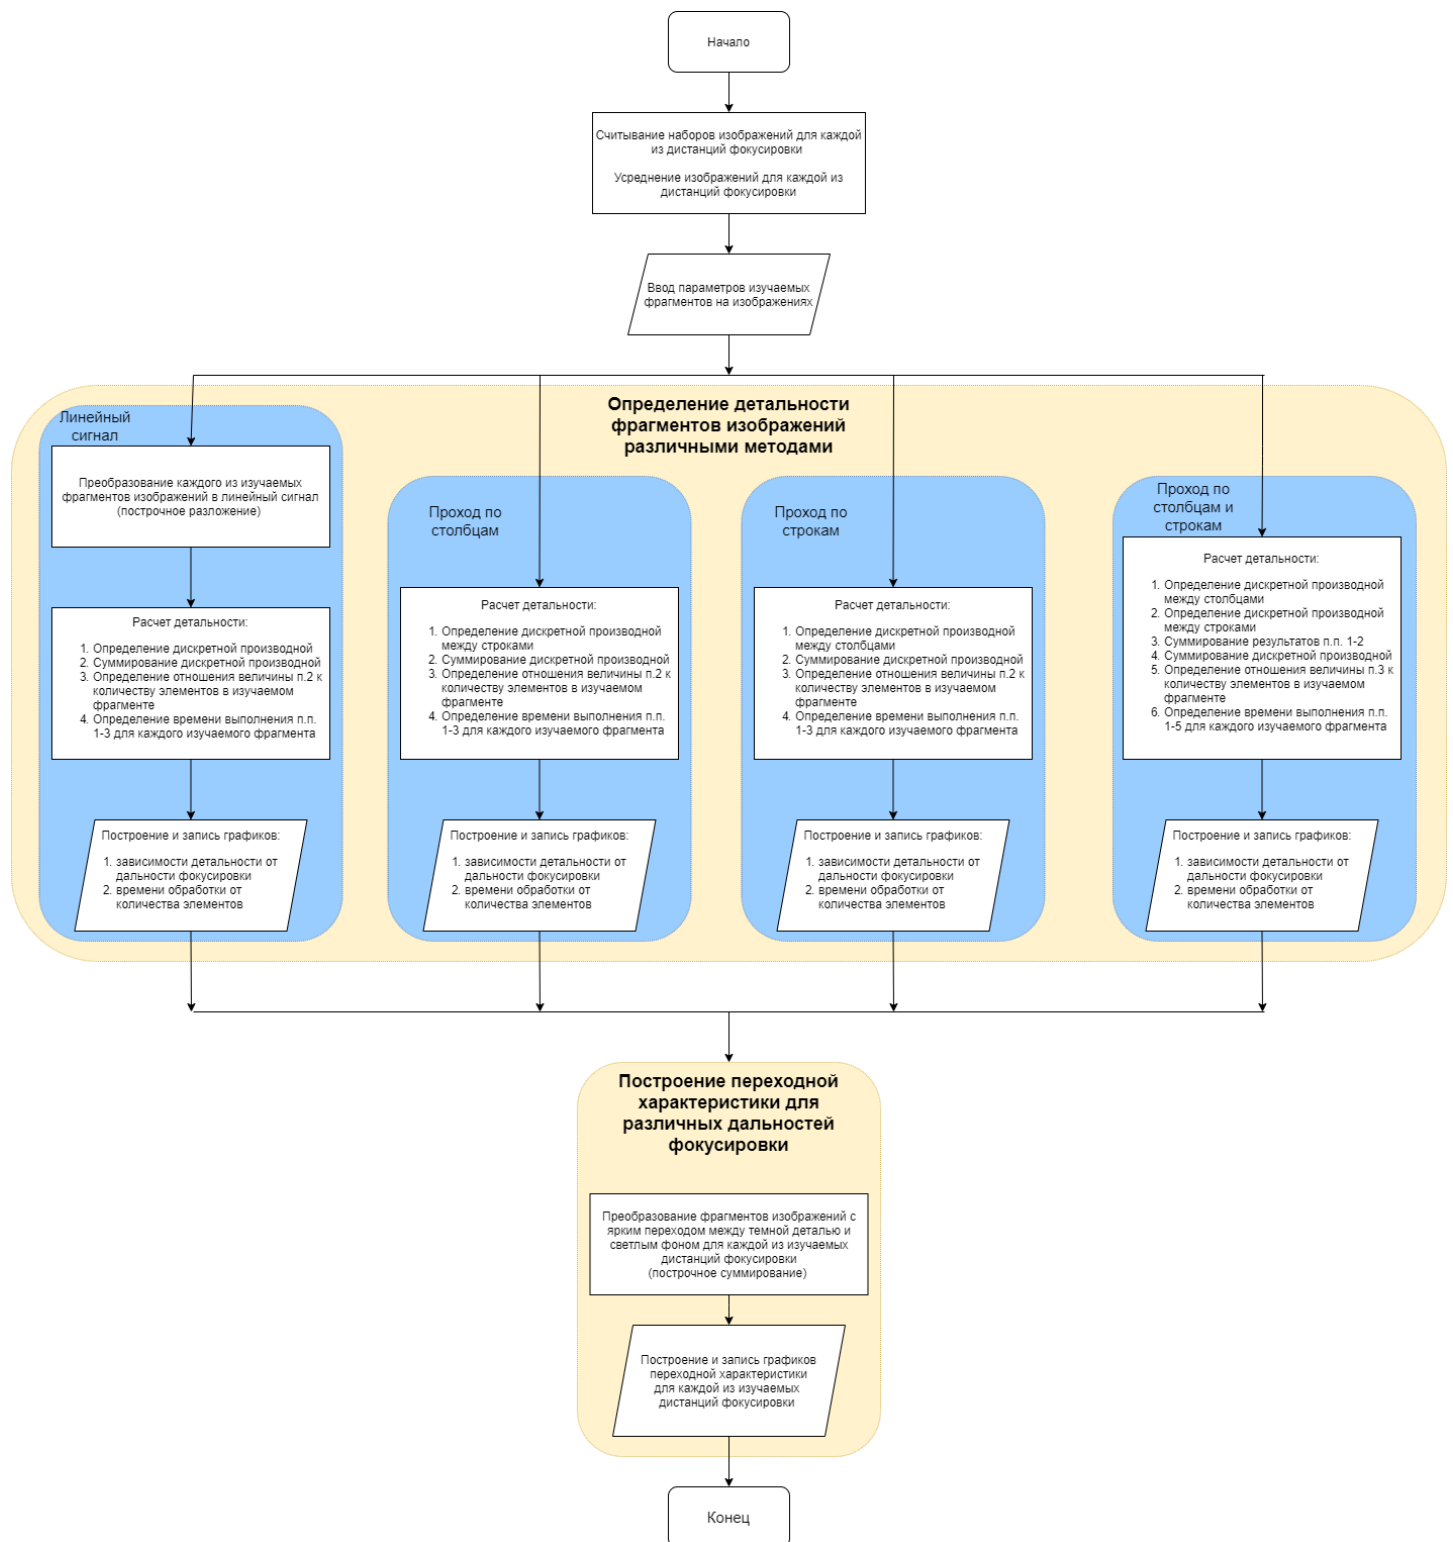 Начало
Считывание наборов изображений для каждой
из дистанций фокусировки
Усреднение изображений для каждой из
дистанций фокусировки
Ввод параметров изучаемых
фрагментов на изображениях
Определение детальности
фрагментов изображений
различными методами
Линейный
сигнал
Преобразование каждого из изучаемых
фрагментов изображений в линейный сигнал
(построчное разложение)
Расчет детальности:
1. Определение дискретной производной
2. Суммирование дискретной производной
3. Определение отношения величины п.2 к
количеству элементов в изучаемом
фрагменте
4. Определение времени выполнения п.п.
1-3 для каждого изучаемого фрагмента
Построение и запись графиков:
1. зависимости детальности от
дальности фокусировки
2. времени обработки от
количества элементов
Проход по
столбцам
Расчет детальности:
1. Определение дискретной производной
между строками
2. Суммирование дискретной производной
3. Определение отношения величины п.2 к
количеству элементов в изучаемом
фрагменте
4. Определение времени выполнения п.п.
1-3 для каждого изучаемого фрагмента
Построение и запись графиков:
1. зависимости детальности от
дальности фокусировки
2. времени обработки от
количества элементов
Проход по
строкам
Расчет детальности:
1. Определение дискретной производной
между столбцами
2. Суммирование дискретной производной
3. Определение отношения величины п.2 к
количеству элементов в изучаемом
фрагменте
4. Определение времени выполнения п.п.
1-3 для каждого изучаемого фрагмента
Построение и запись графиков:
1. зависимости детальности от
дальности фокусировки
2. времени обработки от
количества элементов
Проход по
столбцам и
строкам
Расчет детальности:
1. Определение дискретной производной
между столбцами
2. Определение дискретной производной
между строками
3. Суммирование результатов п.п. 1-2
4. Суммирование дискретной производной
5. Определение отношения величины п.3 к
количеству элементов в изучаемом
фрагменте
6. Определение времени выполнения п.п.
1-5 для каждого изучаемого фрагмента
Построение и запись графиков:
1. зависимости детальности от
дальности фокусировки
2. времени обработки от
количества элементов
Построение переходной
характеристики для
различных дальностей
фокусировки
Преобразование фрагментов изображений с
ярким переходом между темной деталью и
светлым фоном для каждой из изучаемых
дистанций фокусировки
(построчное суммирование)
Построение и запись графиков
переходной характеристики
для каждой из изучаемых
дистанций фокусировки
Конец